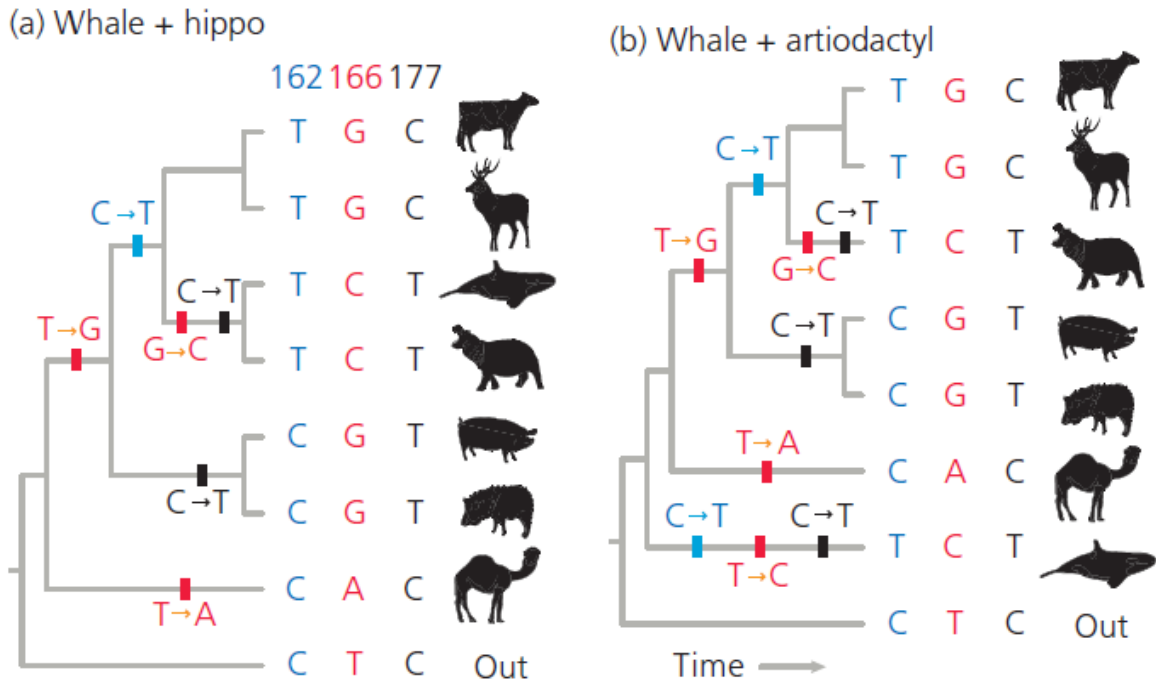 (a) Whale + hippo
162 166 177
T G C
T G C
C→T
C→T
T C T
T→G
G→C
T C T
C G T
C→T
C G T
C A C
T→A
C T C Out
(b) Whale + artiodactyl
T G C
C→T
T G C
C→T
T→G
T C T
G→C
C→T
C G T
C G T
T→A
C A C
C→T C→T
T C T
T→C
C T C Out
Time →